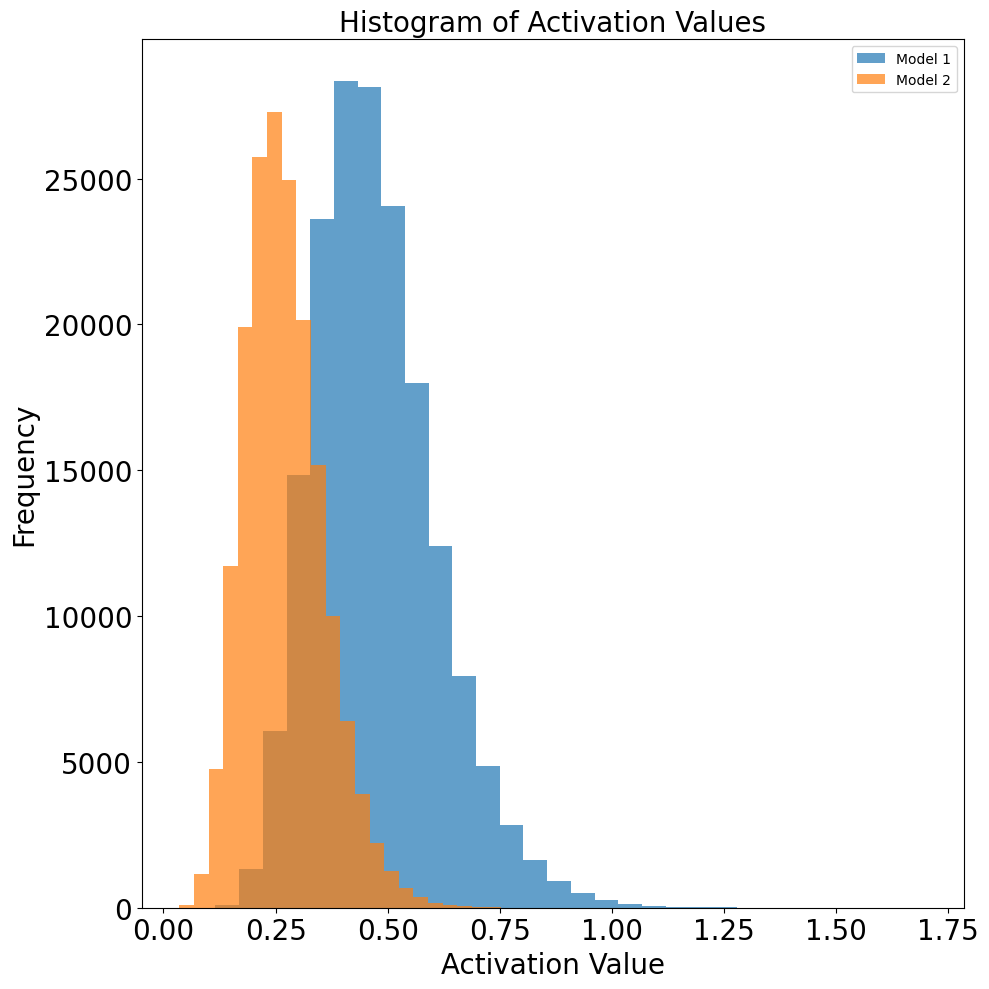 Histogram of Activation Values
Model 1
Model 2
Frequency
25000
20000
15000
10000
5000
0
0.00 0.25 0.50 0.75 1.00 1.25 1.50 1.75
Activation Value